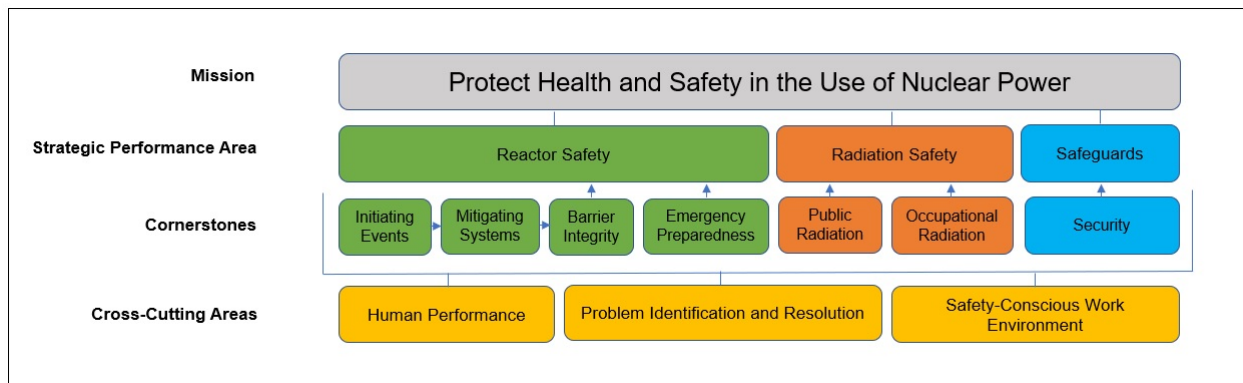 Mission
Protect Health and Safety in the Use of Nuclear Power
Strategic Performance Area
Reactor Safety
Radiation Safety
Safeguards
Cornerstones
Initiating
Events
Mitigating
Systems
Barrier
Integrity
Emergency
Preparedness
Public
Radiation
Occupational
Radiation
Security
Cross-Cutting Areas
Human Performance
Problem Identification and Resolution
Safety-Conscious Work
Environment